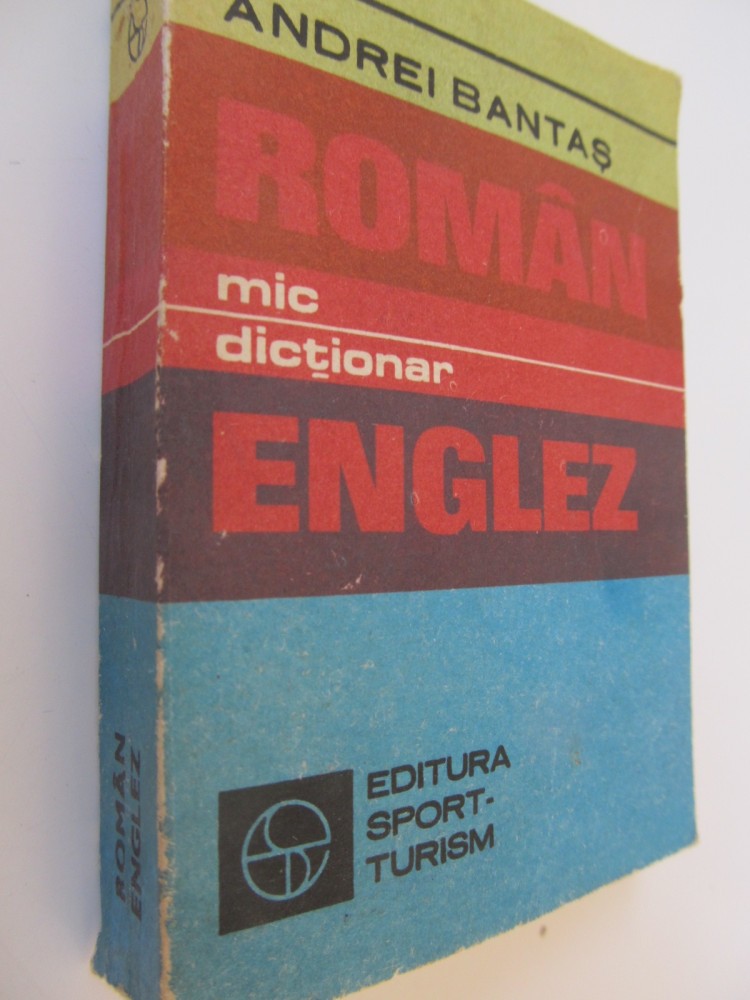 ANDREI BANTAȘ
ROMÂN
mic
dicționar
ENGLEZ
EDITURA
SPORT-
TURISM
ROMÂN
ENGLEZ